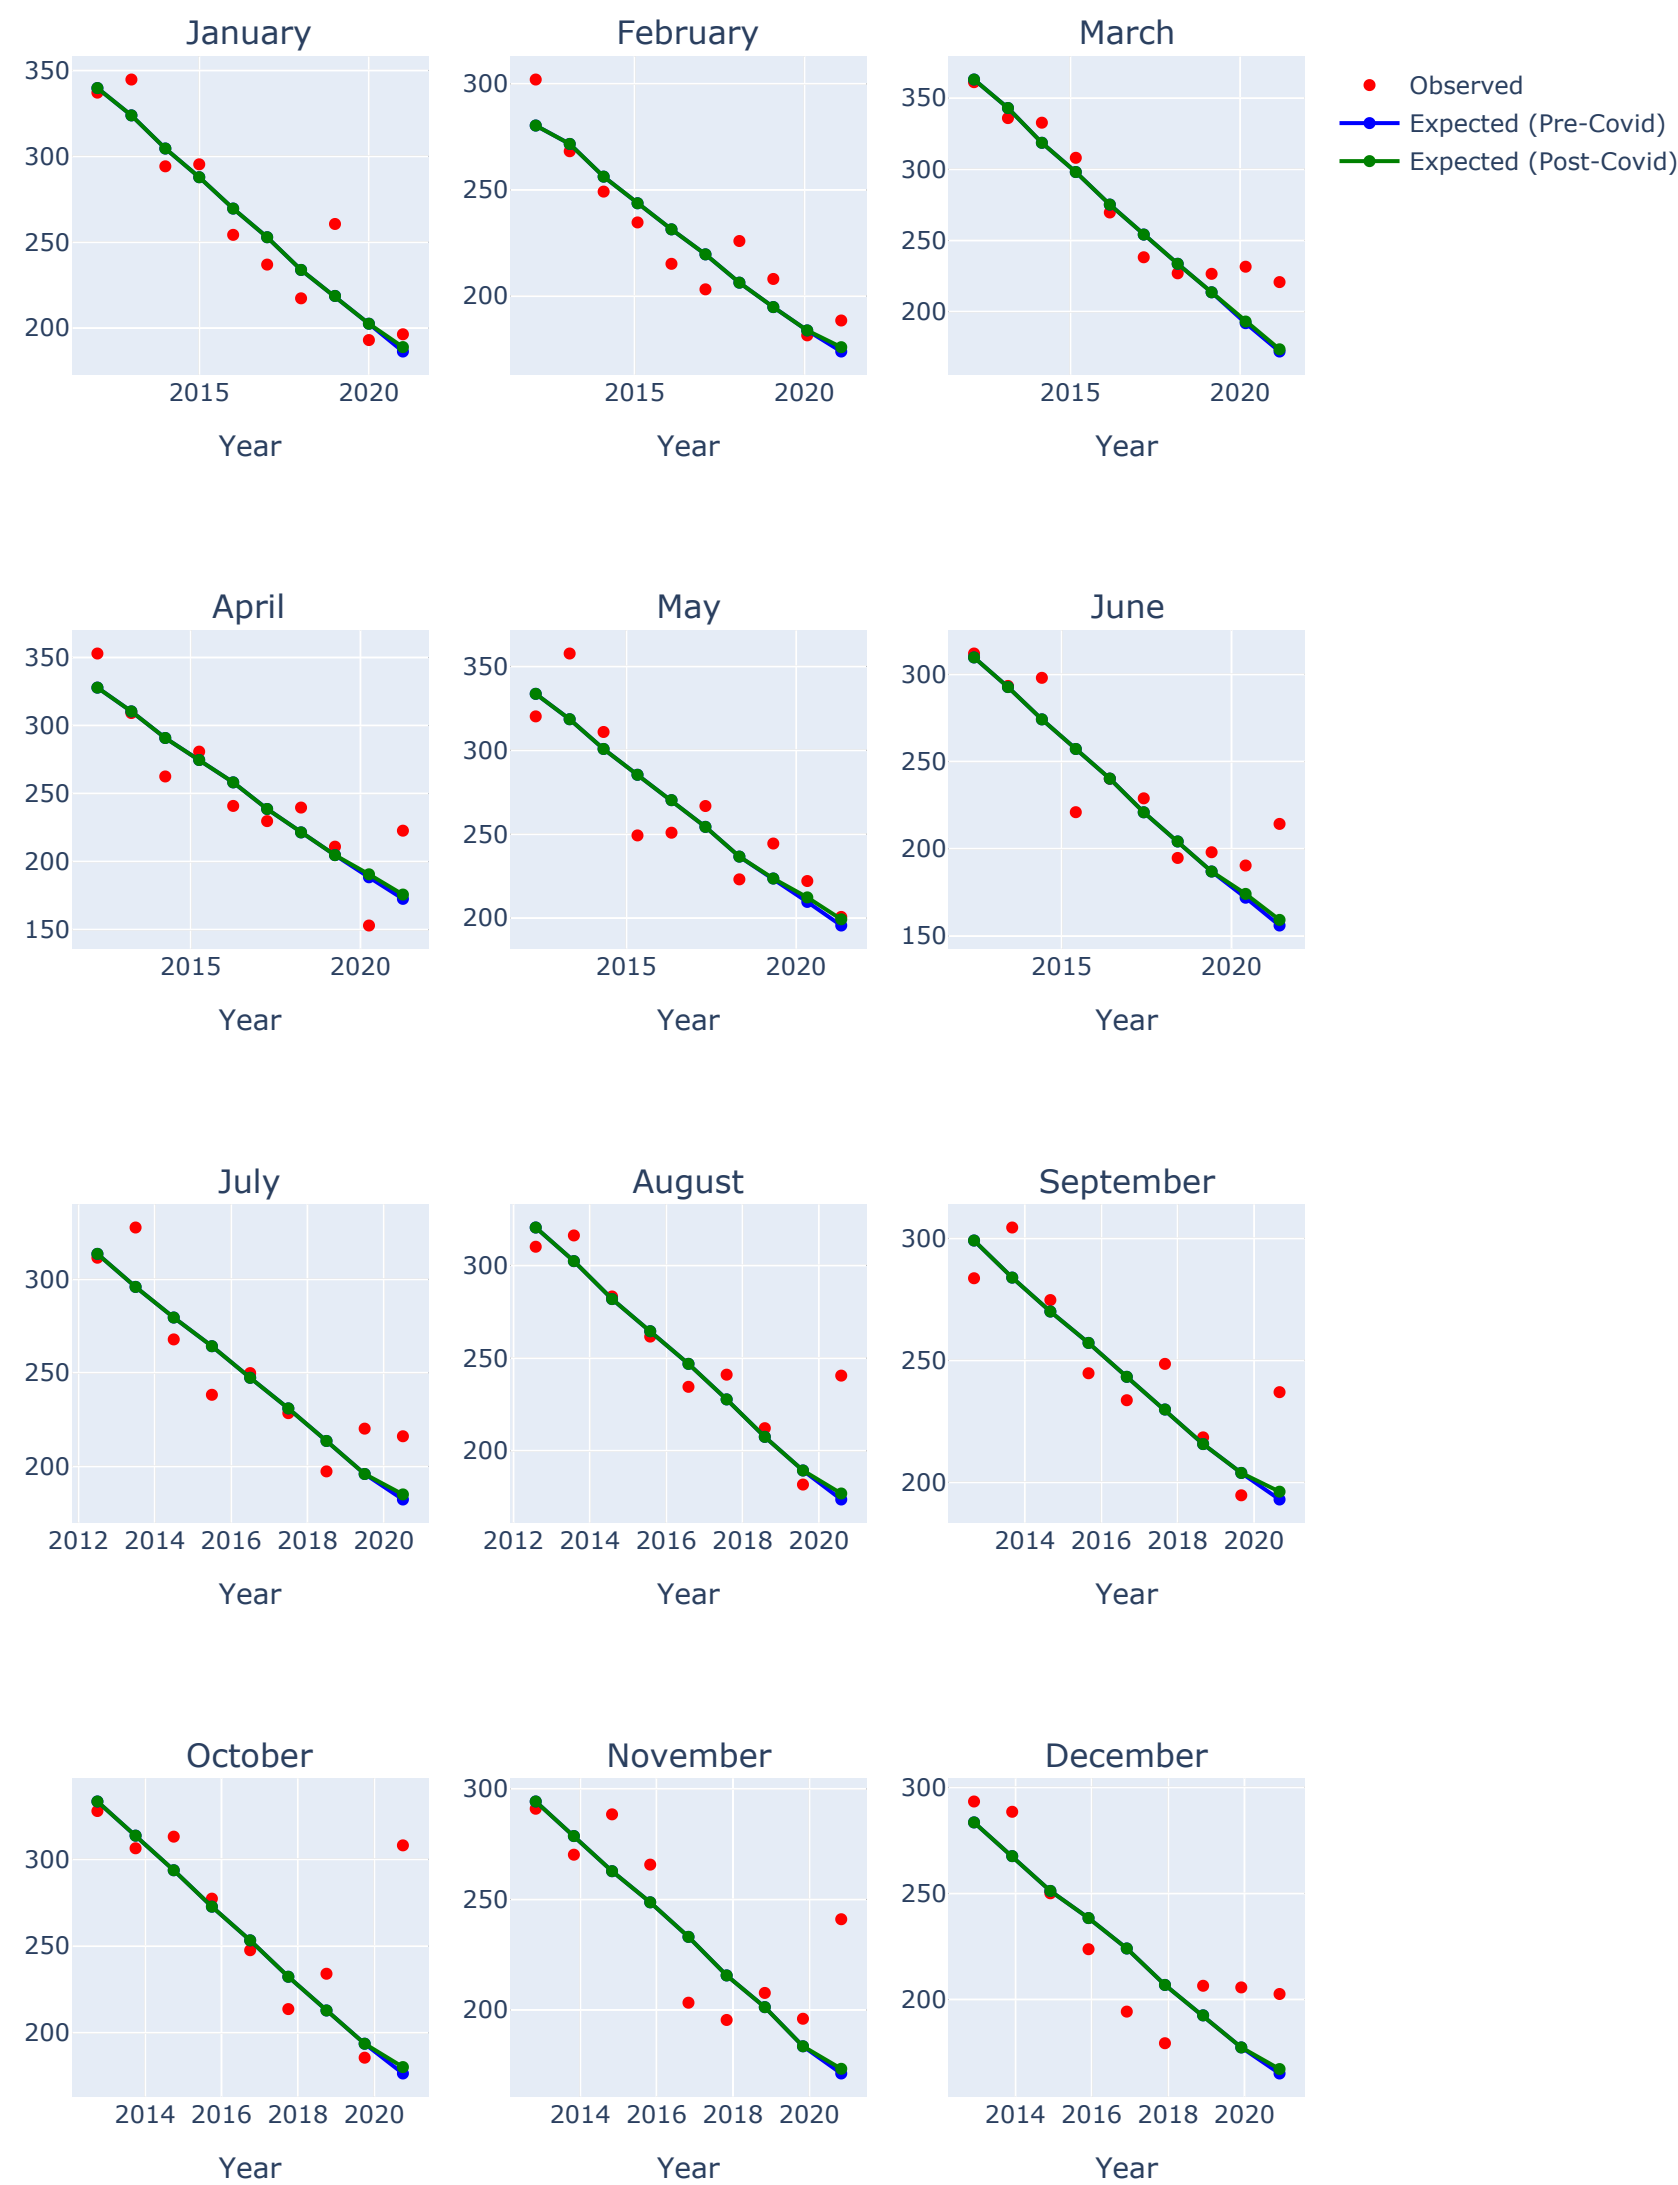 January February March
350
300
250
200
2015 2020
Year
300
250
200
2015 2020
Year
350
300
250
200
2015 2020
Year
Observed
Expected (Pre-Covid)
Expected (Post-Covid)
April May June
350
300
250
200
150
2015 2020
Year
350
300
250
200
2015 2020
Year
300
250
200
150
2015 2020
Year
July August September
300
250
200
2012 2014 2016 2018 2020
Year
300
250
200
2012 2014 2016 2018 2020
Year
300
250
200
2014 2016 2018 2020
Year
October November December
300
250
200
2014 2016 2018 2020
Year
300
250
200
2014 2016 2018 2020
Year
300
250
200
2014 2016 2018 2020
Year